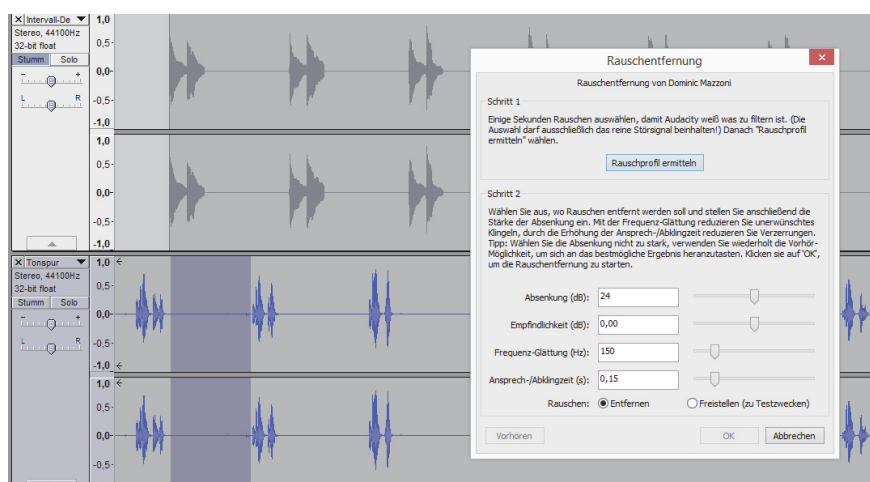 Intervall-De
Stereo, 44100Hz
32-bit float
Stumm Solo
- +
L R
1,0
0,5-
0,0-
-0,5-
-1,0
1,0
0,5-
0,0-
-0,5-
-1,0
Tonspur
Stereo, 44100Hz
32-bit float
Stumm Solo
- +
L R
1,0
0,5-
0,0-
-0,5-
-1,0
1,0
0,5-
0,0-
-0,5-
Rauschentfernung
Rauschentfernung von Dominic Mazzoni
Schritt 1
Einige Sekunden Rauschen auswählen, damit Audacity weiß was zu filtern ist. (Die
Auswahl darf ausschließlich das reine Störsignal beinhalten!) Danach "Rauschprofil
ermitteln" wählen.
Rauschprofil ermitteln
Schritt 2
Wählen Sie aus, wo Rauschen entfernt werden soll und stellen Sie anschließend die
Stärke der Absenkung ein. Mit der Frequenz-Glättung reduzieren Sie unerwünschtes
Klingeln, durch die Erhöhung der Ansprech-/Abklingzeit reduzieren Sie Verzerrungen.
Tipp: Wählen Sie die Absenkung nicht zu stark, verwenden Sie wiederholt die Vorhör-
Möglichkeit, um sich an das bestmögliche Ergebnis heranzutasten. Klicken sie auf 'OK',
um die Rauschentfernung zu starten.
Absenkung (dB): 24
Empfindlichkeit (dB): 0,00
Frequenz-Glättung (Hz): 150
Ansprech-/Abklingzeit (s): 0,15
Rauschen: Entfernen Freistellen (zu Testzwecken)
Vorhören OK Abbrechen